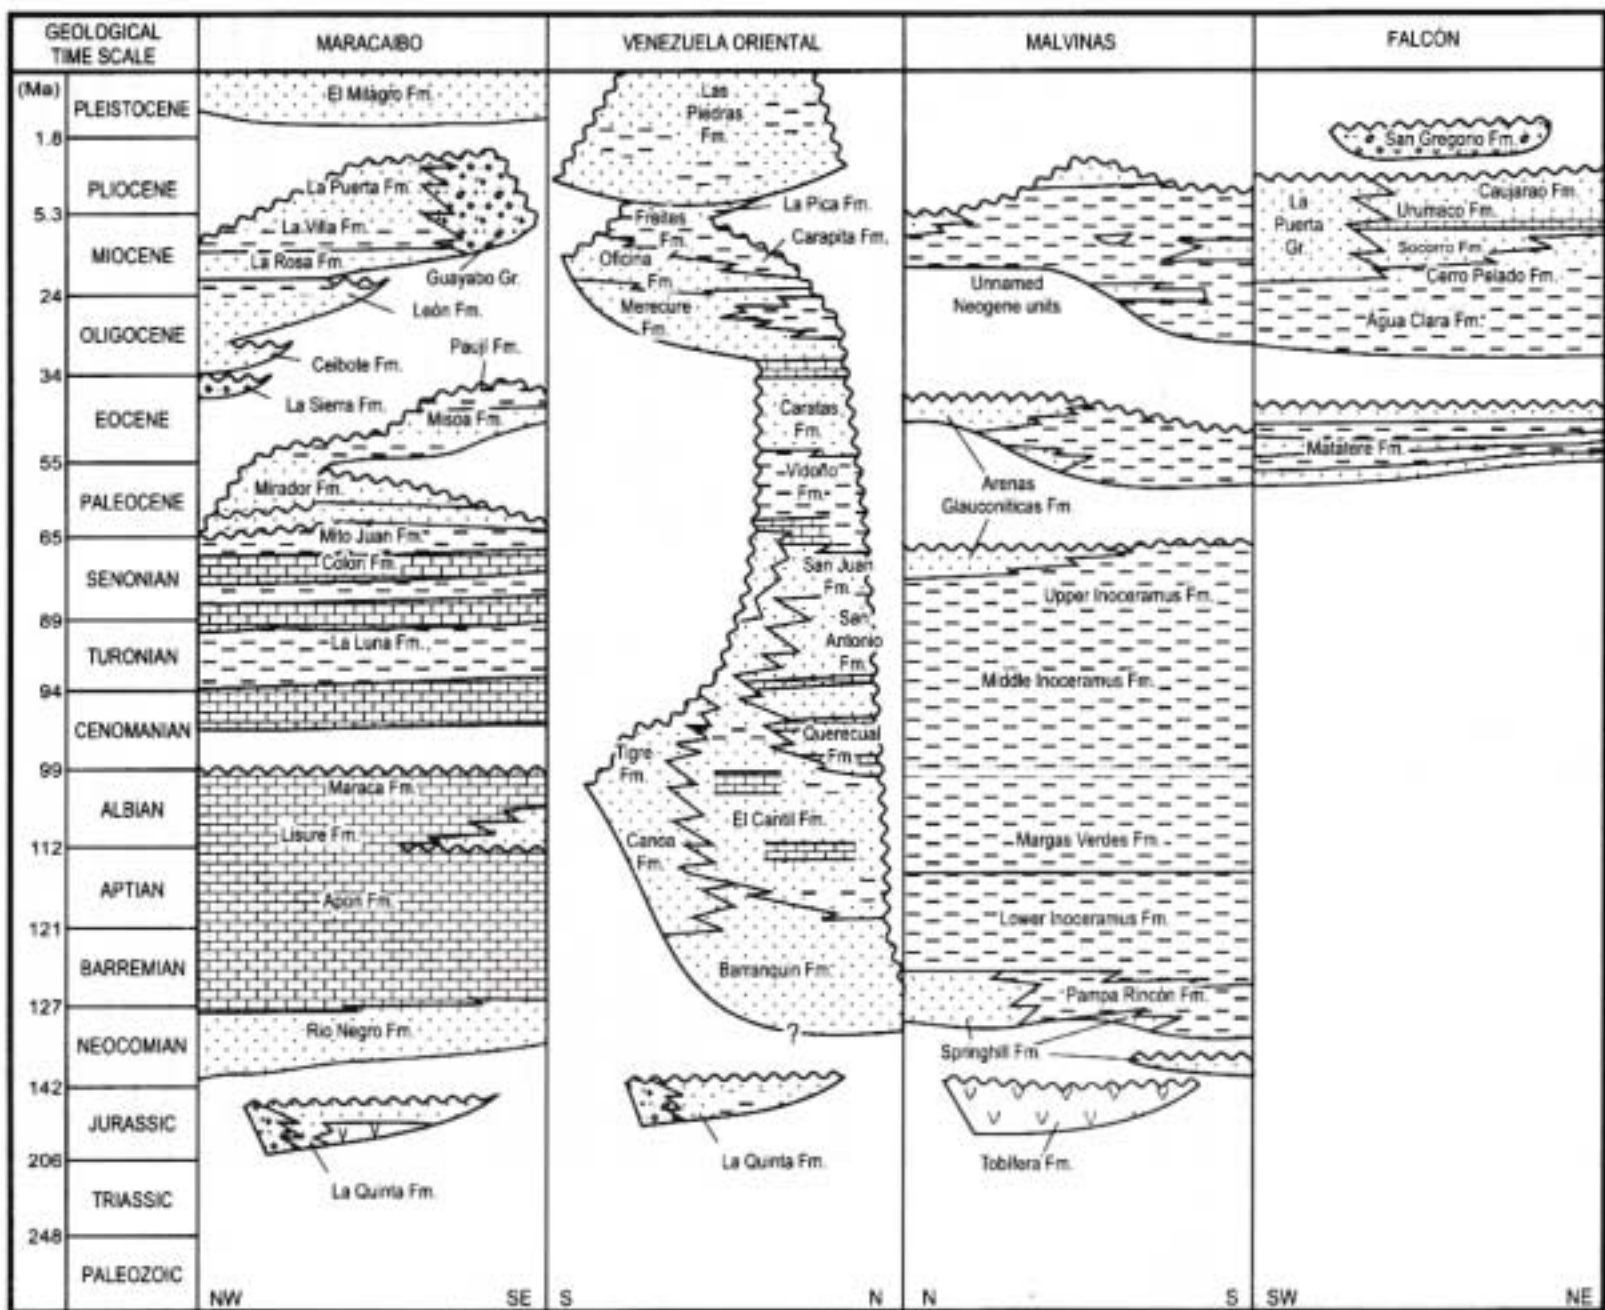 GEOLOGICAL
TIME SCALE
MARACAIBO
VENEZUELA ORIENTAL
MALVINAS
FALCÓN
(Ma)
PLEISTOCENE
1.8
PLIOCENE
5.3
MIOCENE
24
OLIGOCENE
34
EOCENE
55
PALEOCENE
65
SENONIAN
89
TURONIAN
94
CENOMANIAN
99
ALBIAN
112
APTIAN
121
BARREMIAN
127
NEOCOMIAN
142
JURASSIC
206
TRIASSIC
248
PALEOZOIC
El Milagro Fm.
La Puerta Fm.
La Villa Fm.
La Rosa Fm.
Guayabo Gr.
León Fm.
Paují Fm.
Ceibote Fm.
La Sierra Fm.
Misoa Fm.
Mirador Fm.
Mito Juan Fm.
Colón Fm.
La Luna Fm.
Maraca Fm.
Lisure Fm.
Apon Fm.
Rio Negro Fm.
La Quinta Fm.
NW
SE
Las
Piedras
Fm.
La Pica Fm.
Freitas
Fm.
Carapita Fm.
Oficina
Fm.
Merecure
Fm.
Caratas
Fm.
Vidoño
Fm.
San Juan
Fm.
San
Antonio
Fm.
Querecual
Fm.
Tigre
Fm.
El Cantil Fm.
Canoa
Fm.
Barranquin Fm.
?
La Quinta Fm.
S
N
Unnamed
Neogene units
Arenas
Glauconiticas Fm.
Upper Inoceramus Fm.
Middle Inoceramus Fm.
Margas Verdes Fm.
Lower Inoceramus Fm.
Pampa Rincón Fm.
Springhill Fm.
Tobifera Fm.
N
S
San Gregorio Fm.
Caujarao Fm.
La
Puerta
Gr.
Urumaco Fm.
Socorro Fm.
Cerro Pelado Fm.
Agua Clara Fm.
Matatere Fm.
SW
NE